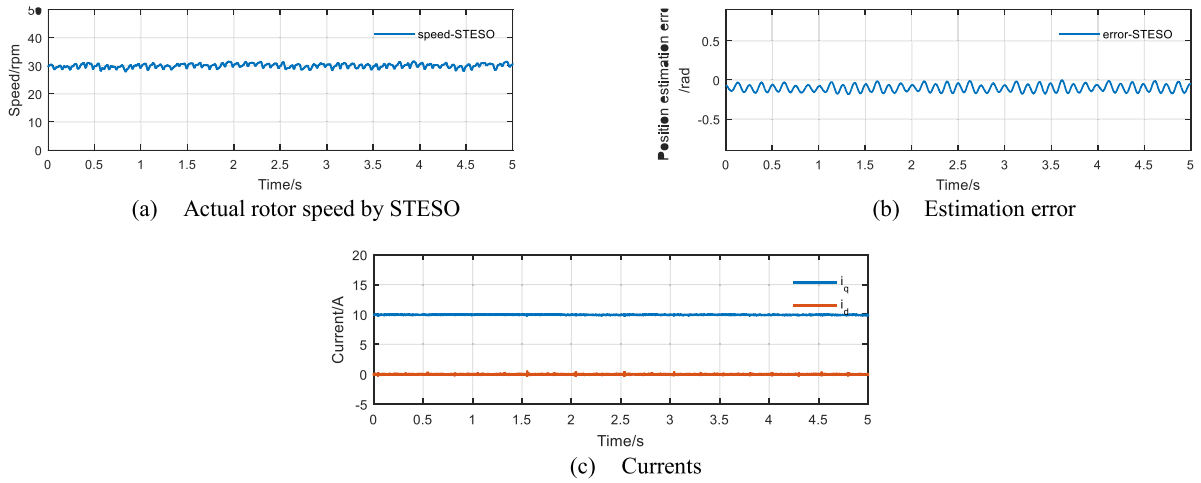 50
40
30
20
10
0
Speed/rpm
speed-STESO
0 0.5 1 1.5 2 2.5 3 3.5 4 4.5 5
Time/s
(a) Actual rotor speed by STESO
0.5
0
-0.5
Position estimation
/rad
error-STESO
0 0.5 1 1.5 2 2.5 3 3.5 4 4.5 5
Time/s
(b) Estimation error
20
15
10
5
0
-5
Current/A
i_q
i_d
0 0.5 1 1.5 2 2.5 3 3.5 4 4.5 5
Time/s
(c) Currents